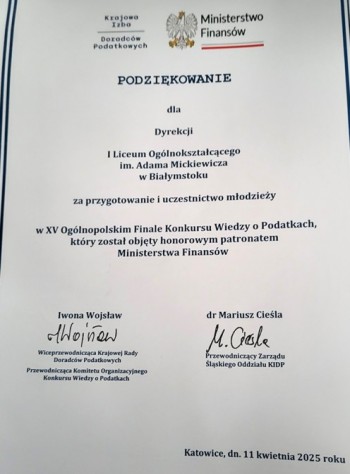 Krajowa
Izba
Doradców
Podatkowych
Ministerstwo
Finansów
PODZIĘKOWANIE
dla
Dyrekcji
I Liceum Ogólnokształcącego
im. Adama Mickiewicza
w Białymstoku
za przygotowanie i uczestnictwo młodzieży
w XV Ogólnopolskim Finale Konkursu Wiedzy o Podatkach,
który został objęty honorowym patronatem
Ministerstwa Finansów
Iwona Wojsław
Wiceprzewodnicząca Krajowej Rady
Doradców Podatkowych
Przewodnicząca Komitetu Organizacyjnego
Konkursu Wiedzy o Podatkach
dr Mariusz Cieśla
M. Cieśla
Przewodniczący Zarządu
Śląskiego Oddziału KIDP
Katowice, dn. 11 kwietnia 2025 roku